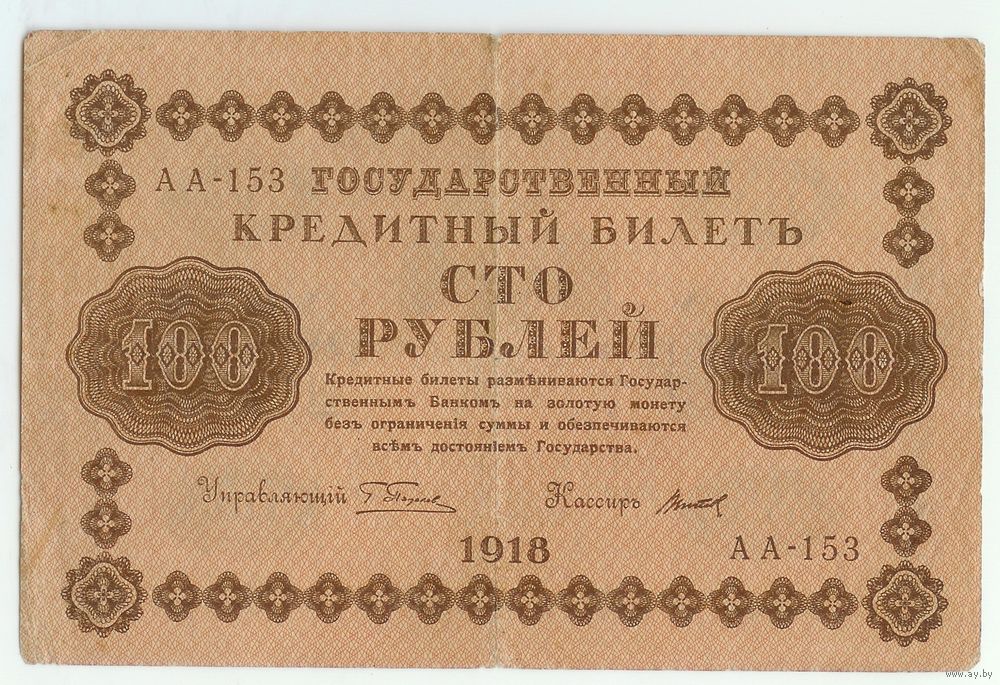 АА-153 ГОСУДАРСТВЕННЫЙ
КРЕДИТНЫЙ БИЛЕТЪ
СТО
РУБЛЕЙ
100 100
Кредитные билеты размѣниваются Государ-
ственнымъ Банкомъ на золотую монету
безъ ограниченія суммы и обезпечиваются
всѣмъ достояніемъ Государства.
Управляющій Кассиръ
1918 АА-153
www.ay.by